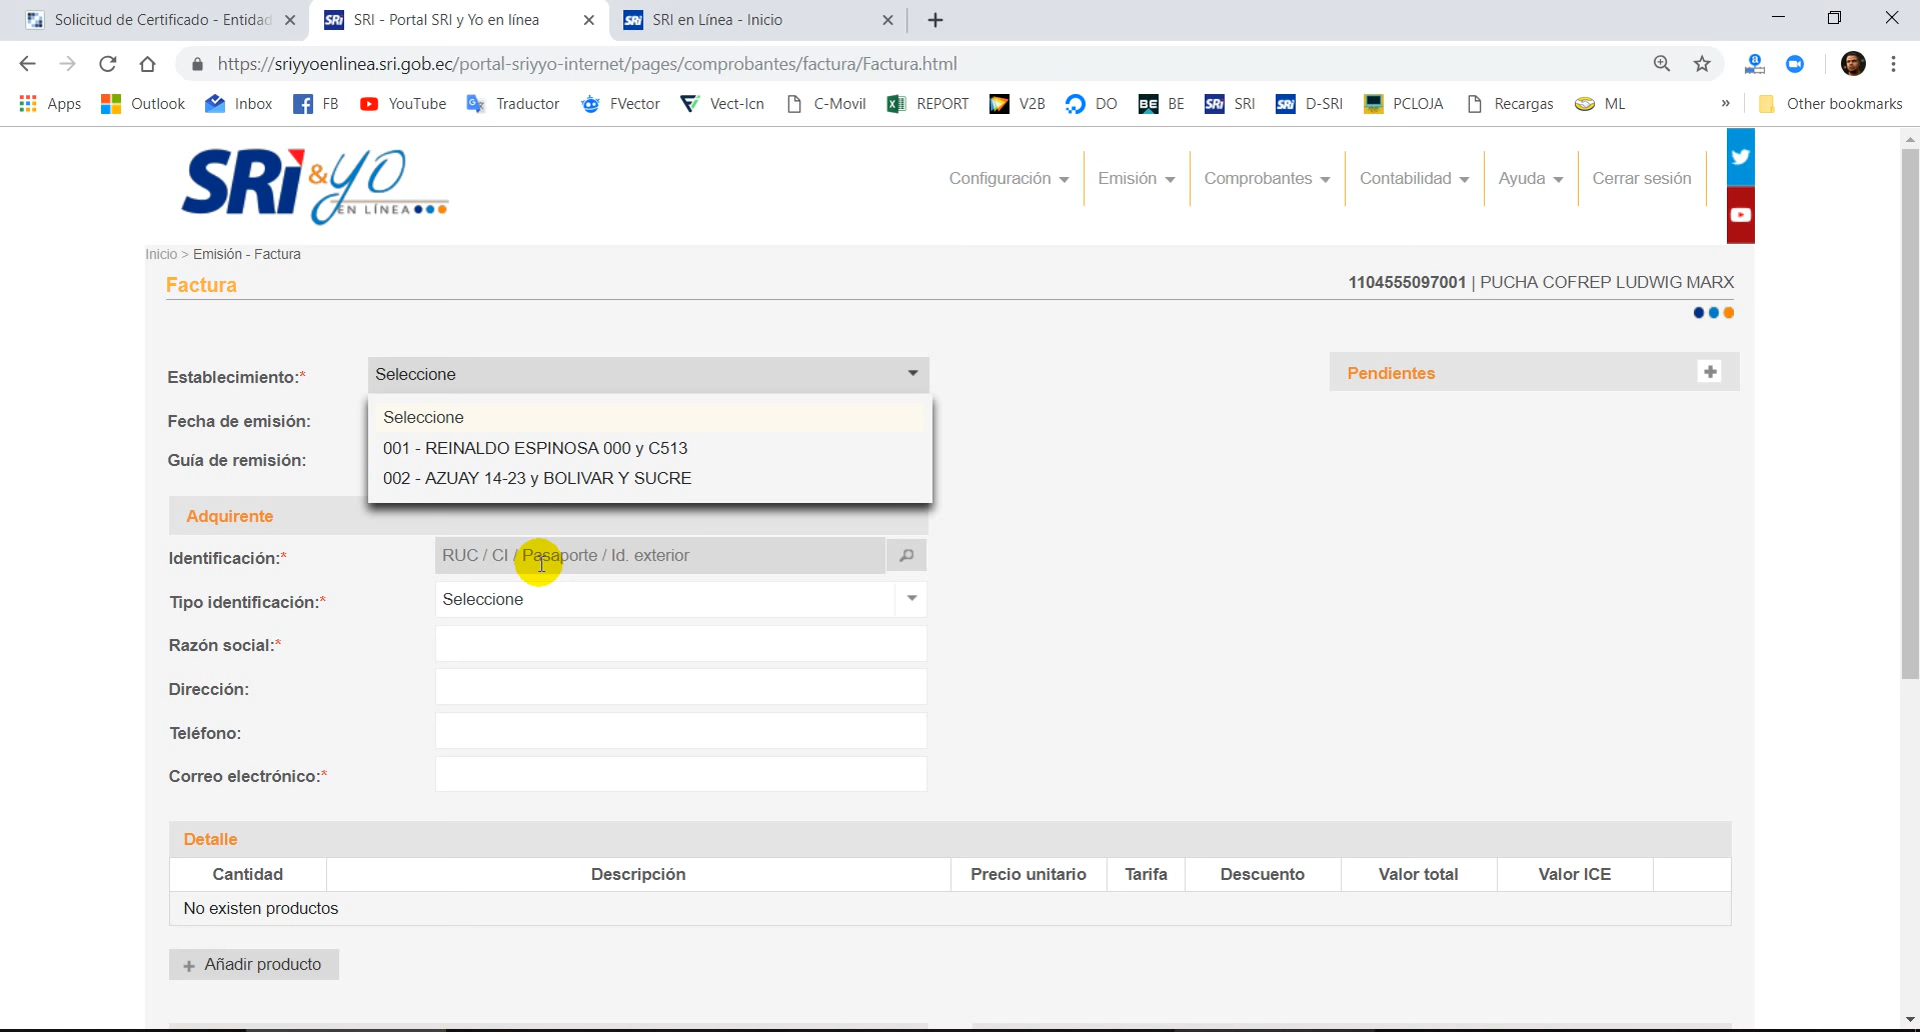 Solicitud de Certificado - Entidad
SRI - Portal SRI y Yo en línea
SRI en Línea - Inicio
https://sriyyoenlinea.sri.gob.ec/portal-sriyyo-internet/pages/comprobantes/factura/Factura.html
Apps Outlook Inbox FB YouTube Traductor FVector Vect-Icn C-Movil REPORT V2B DO BE SRI D-SRI PCLOJA Recargas ML » Other bookmarks
SRi & yo EN LÍNEA
Configuración Emisión Comprobantes Contabilidad Ayuda Cerrar sesión
Inicio > Emisión - Factura
Factura
1104555097001 | PUCHA COFREP LUDWIG MARX
Establecimiento:* Seleccione
Pendientes
Seleccione
Fecha de emisión:
001 - REINALDO ESPINOSA 000 y C513
Guía de remisión:
002 - AZUAY 14-23 y BOLIVAR Y SUCRE
Adquirente
Identificación:* RUC / CI / Pasaporte / Id. exterior
Tipo identificación:* Seleccione
Razón social:*
Dirección:
Teléfono:
Correo electrónico:*
Detalle
Cantidad Descripción Precio unitario Tarifa Descuento Valor total Valor ICE
No existen productos
+ Añadir producto